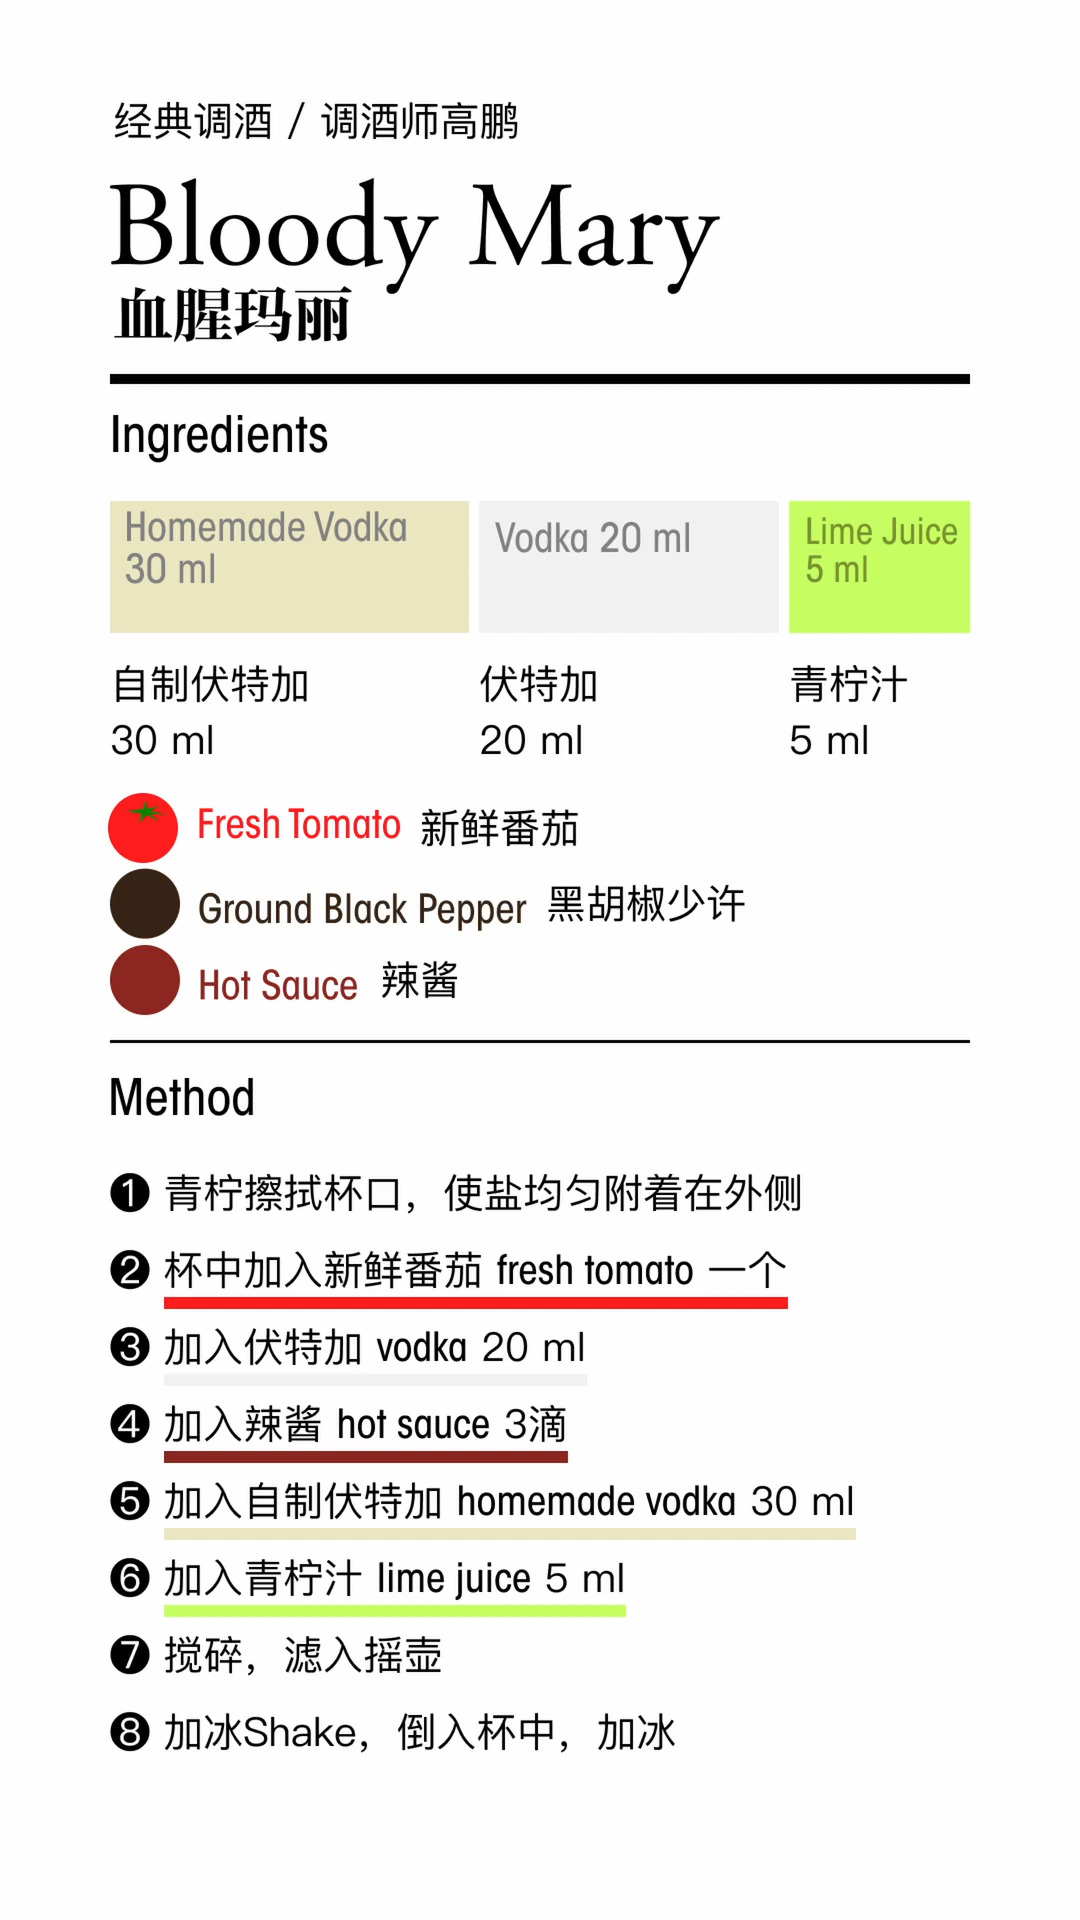 经典调酒 / 调酒师高鹏
Bloody Mary
血腥玛丽
Ingredients
Homemade Vodka
30 ml
Vodka 20 ml
Lime Juice
5 ml
自制伏特加
30 ml
伏特加
20 ml
青柠汁
5 ml
Fresh Tomato 新鲜番茄
Ground Black Pepper 黑胡椒少许
Hot Sauce 辣酱
Method
❶ 青柠擦拭杯口，使盐均匀附着在外侧
❷ 杯中加入新鲜番茄 fresh tomato 一个
❸ 加入伏特加 vodka 20 ml
❹ 加入辣酱 hot sauce 3滴
❺ 加入自制伏特加 homemade vodka 30 ml
❻ 加入青柠汁 lime juice 5 ml
❼ 搅碎，滤入摇壶
❽ 加冰Shake，倒入杯中，加冰